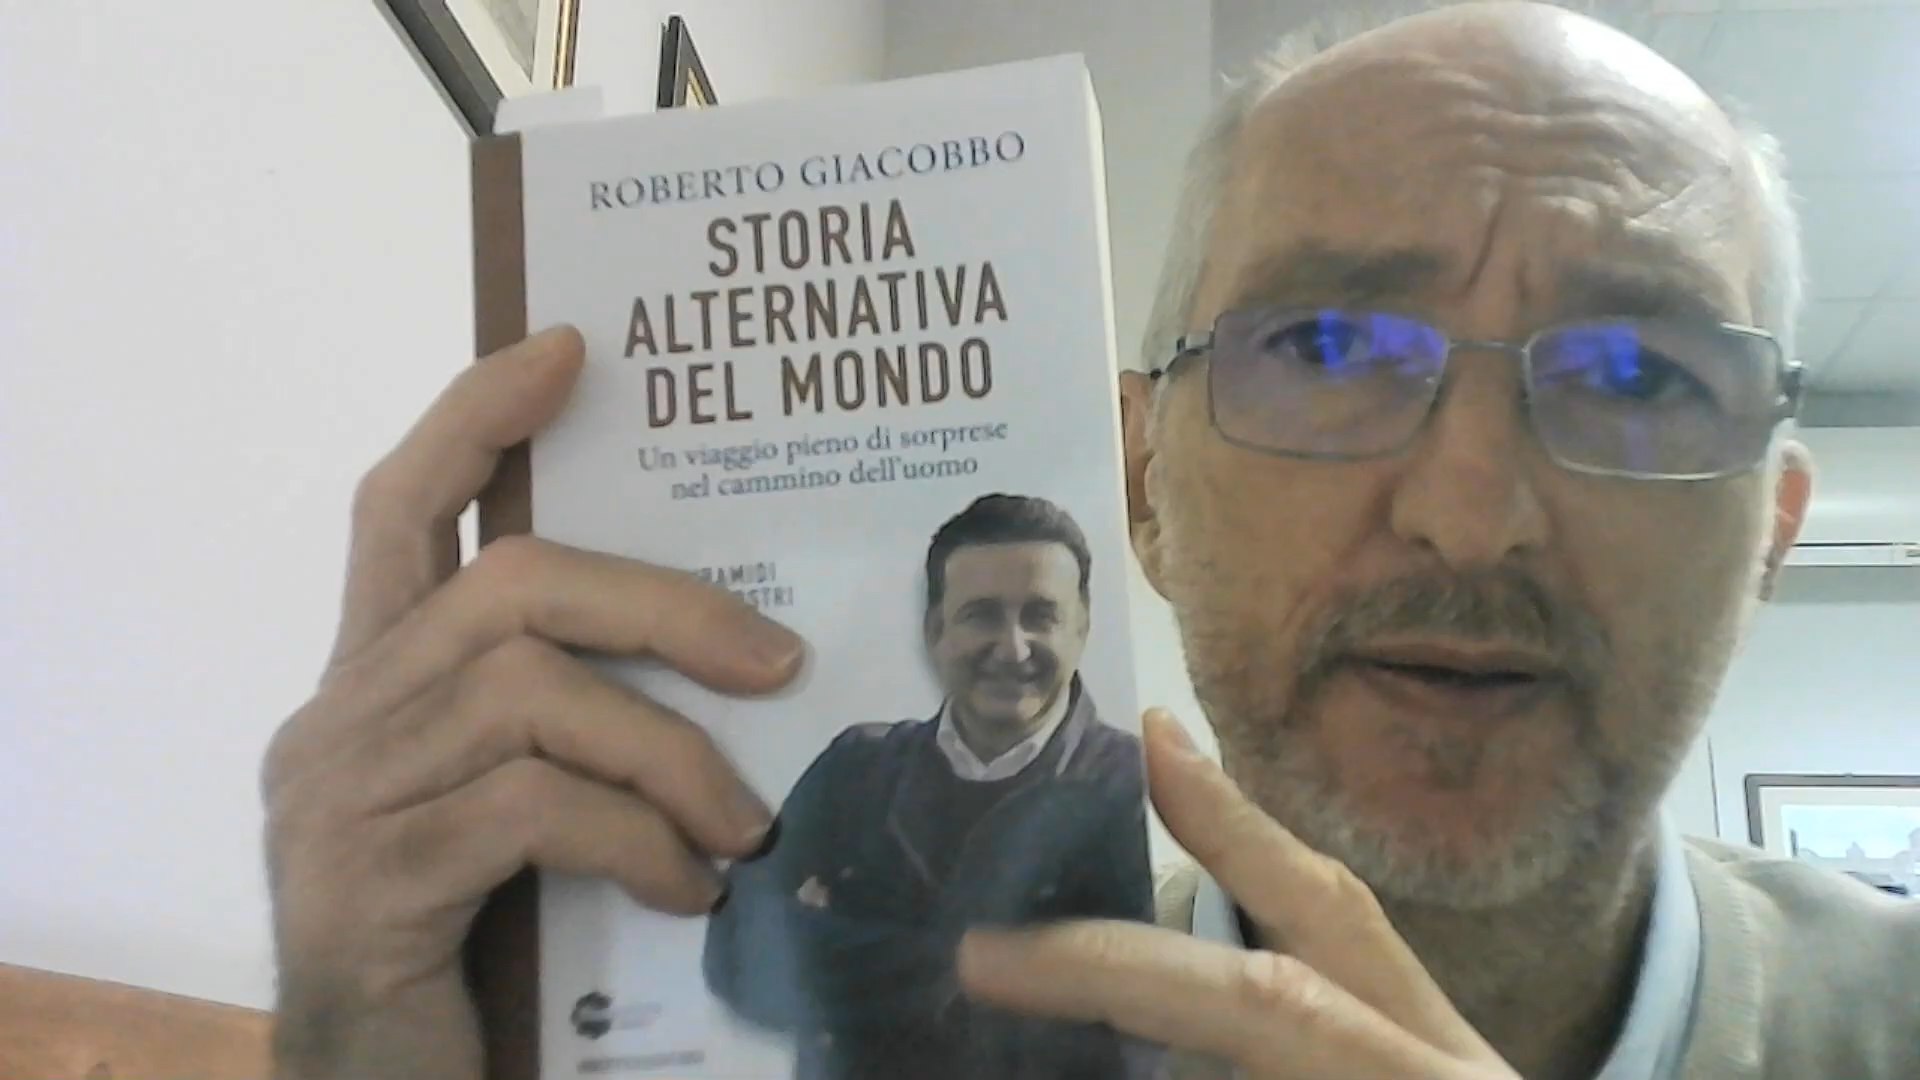 ROBERTO GIACOBBO
STORIA
ALTERNATIVA
DEL MONDO
Un viaggio pieno di sorprese
nel cammino dell'uomo